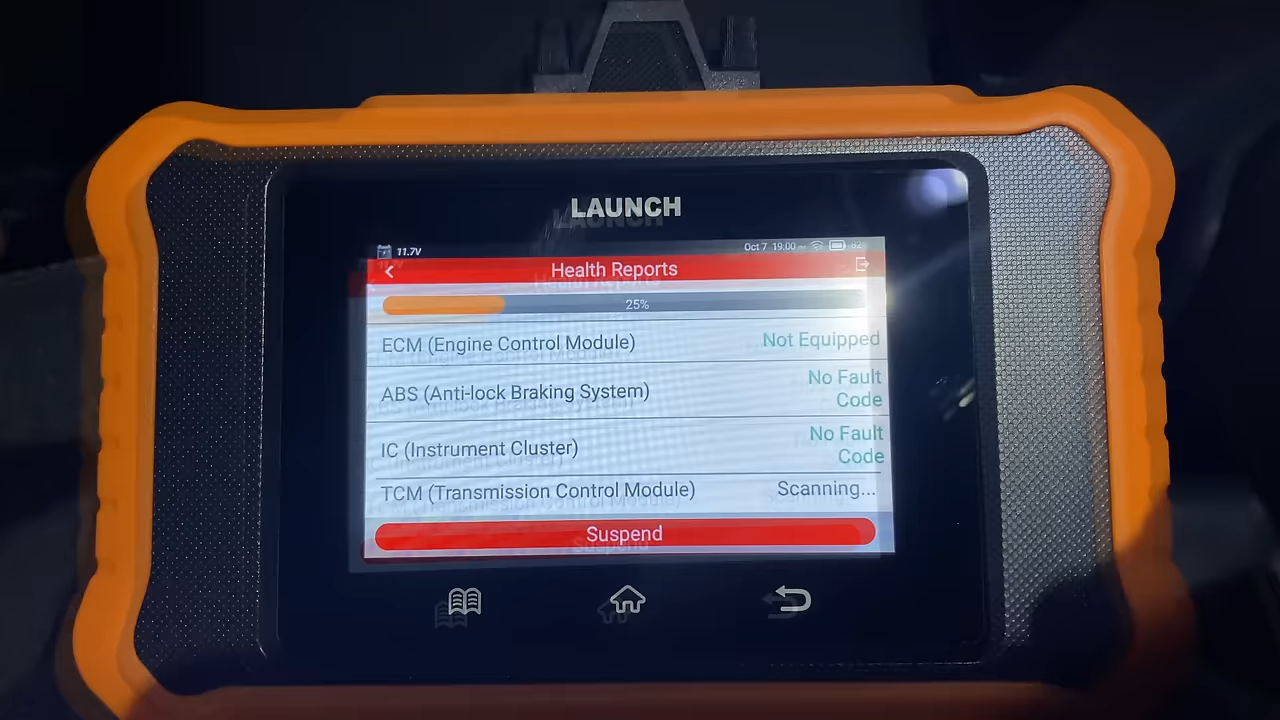 LAUNCH
11.7V Oct 7 19:00 82
Health Reports
25%
ECM (Engine Control Module) Not Equipped
ABS (Anti-lock Braking System) No Fault
Code
IC (Instrument Cluster) No Fault
Code
TCM (Transmission Control Module) Scanning...
Suspend